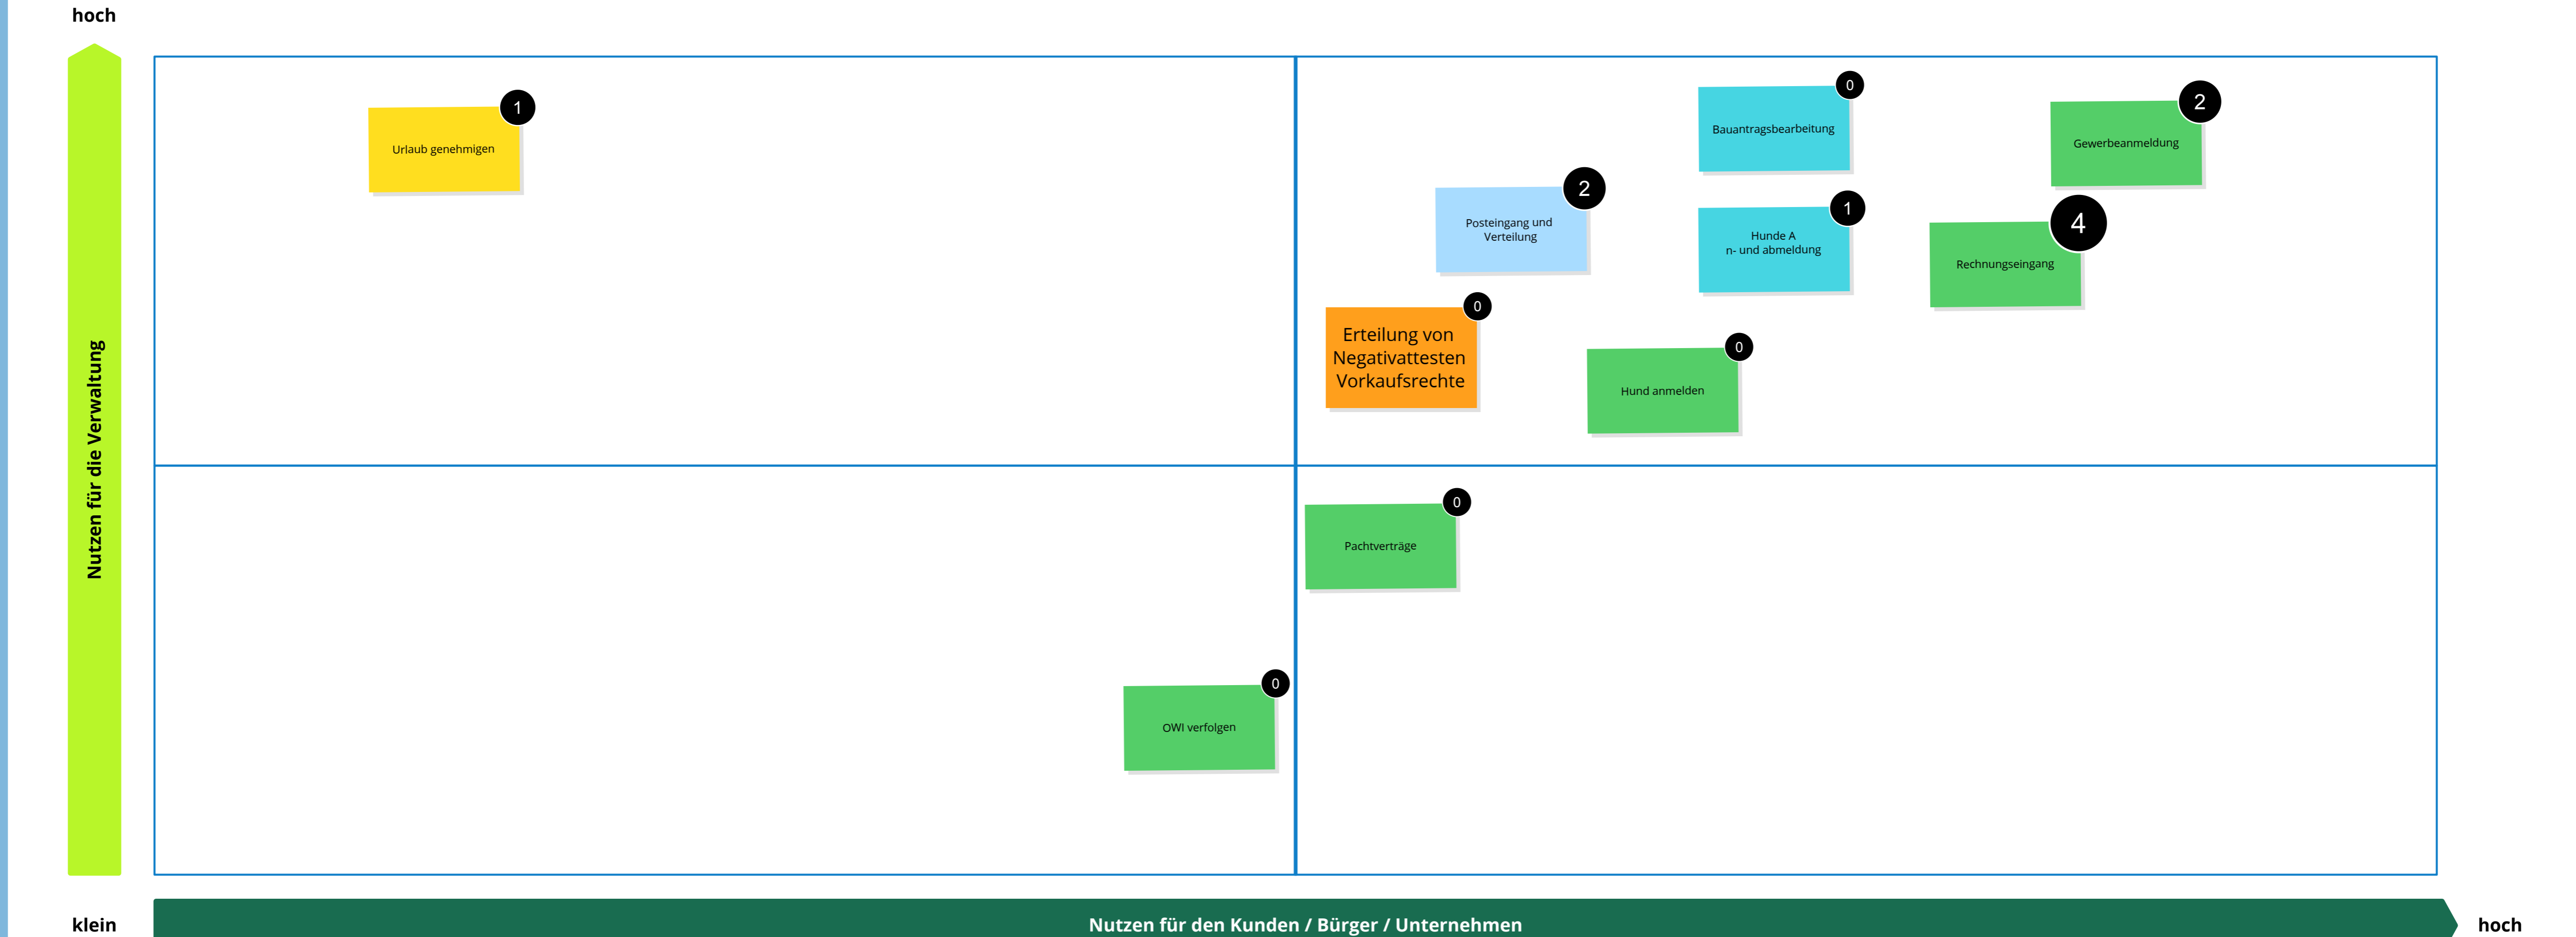 hoch
Nutzen für die Verwaltung
1
Urlaub genehmigen
0
Bauantragsbearbeitung
2
Gewerbeanmeldung
2
Posteingang und
Verteilung
1
Hunde A
n- und abmeldung
4
Rechnungseingang
0
Erteilung von
Negativattesten
Vorkaufsrechte
0
Hund anmelden
0
Pachtverträge
0
OWI verfolgen
klein
Nutzen für den Kunden / Bürger / Unternehmen
hoch